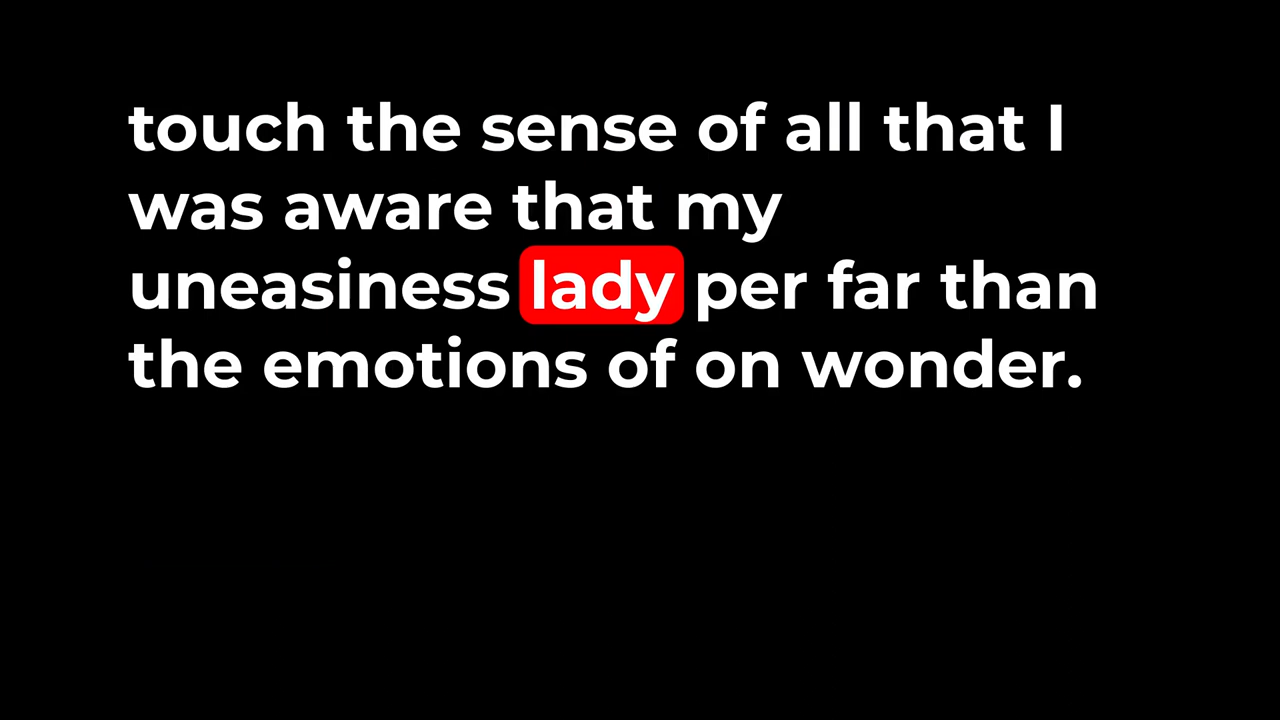 touch the sense of all that I
was aware that my
uneasiness lady per far than
the emotions of on wonder.